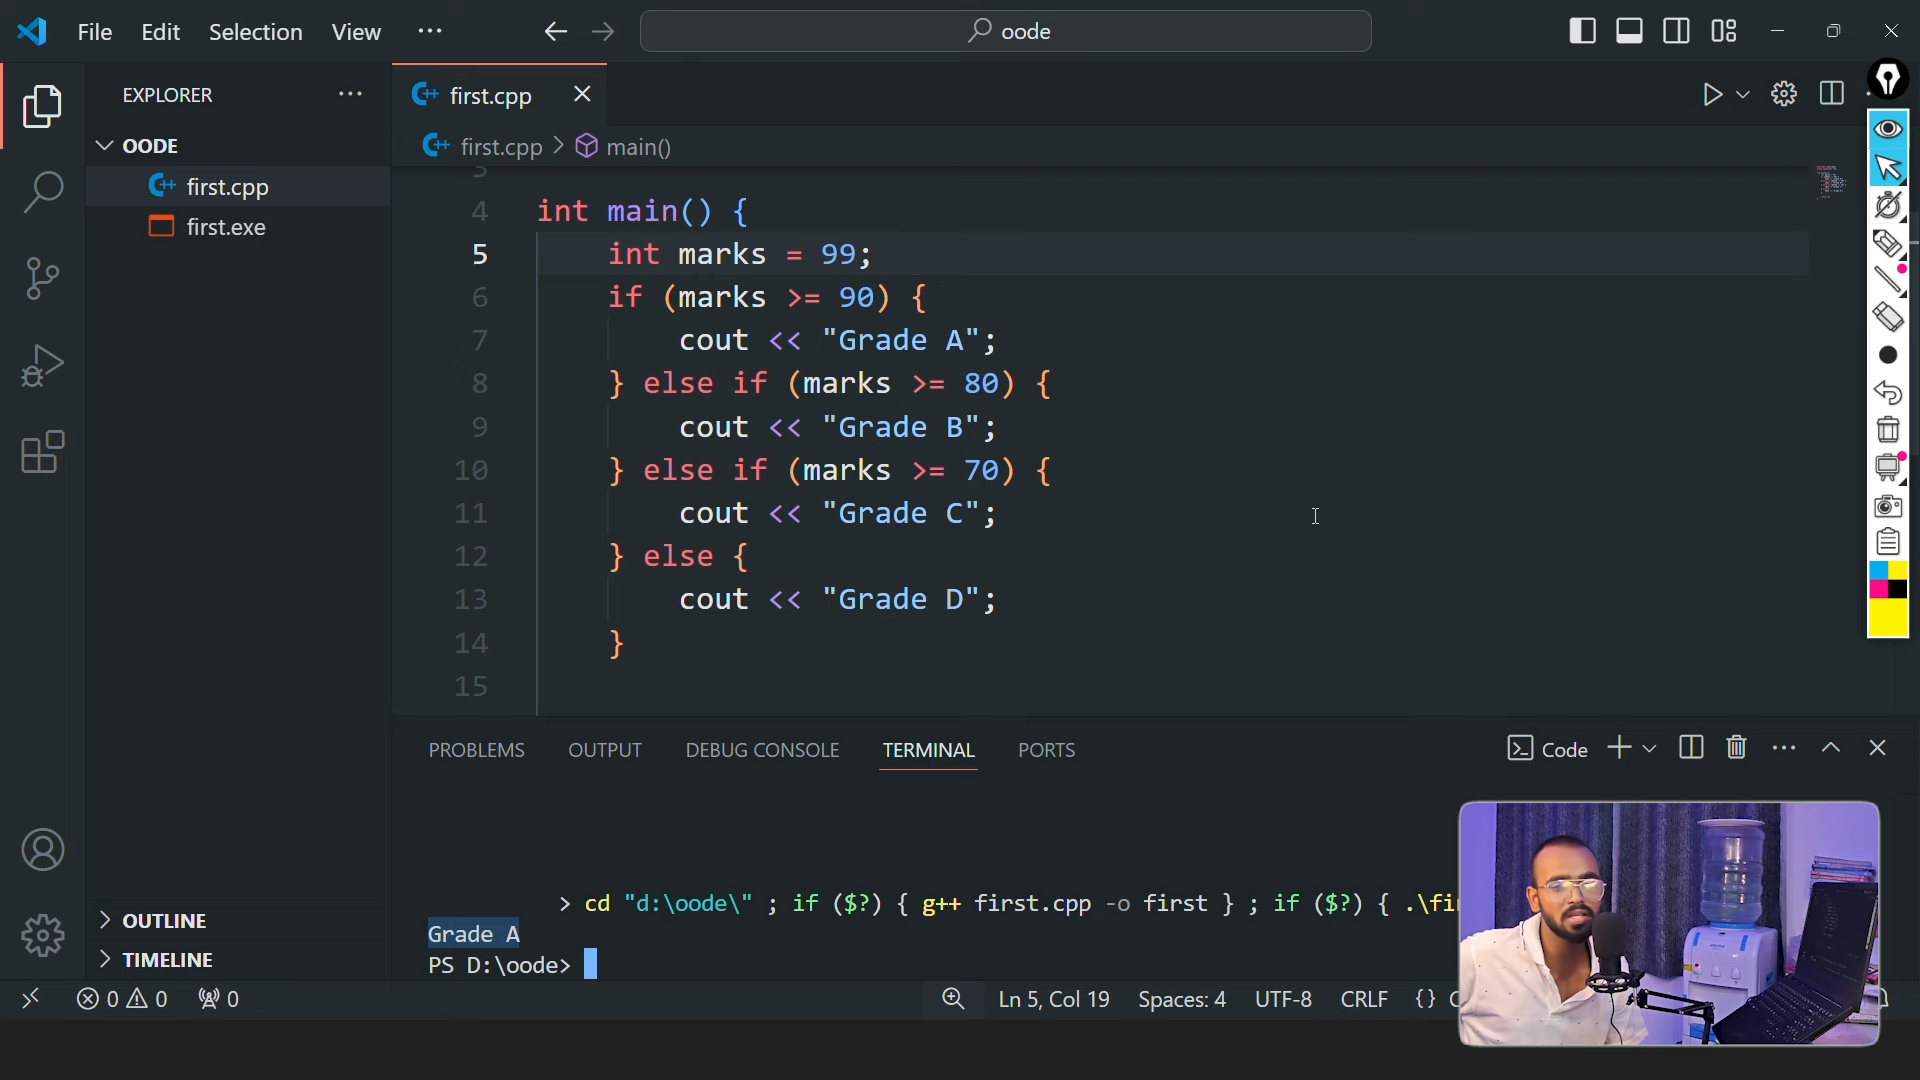 File Edit Selection View ···
oode
EXPLORER
OODE
first.cpp
first.exe
OUTLINE
TIMELINE
first.cpp
first.cpp > main()
3
4 int main() {
5 int marks = 99;
6 if (marks >= 90) {
7 cout << "Grade A";
8 } else if (marks >= 80) {
9 cout << "Grade B";
10 } else if (marks >= 70) {
11 cout << "Grade C";
12 } else {
13 cout << "Grade D";
14 }
15
PROBLEMS OUTPUT DEBUG CONSOLE TERMINAL PORTS
Code
> cd "d:\oode\" ; if ($?) { g++ first.cpp -o first } ; if ($?) { .\fi
Grade A
PS D:\oode>
0 0 0
Ln 5, Col 19 Spaces: 4 UTF-8 CRLF {}